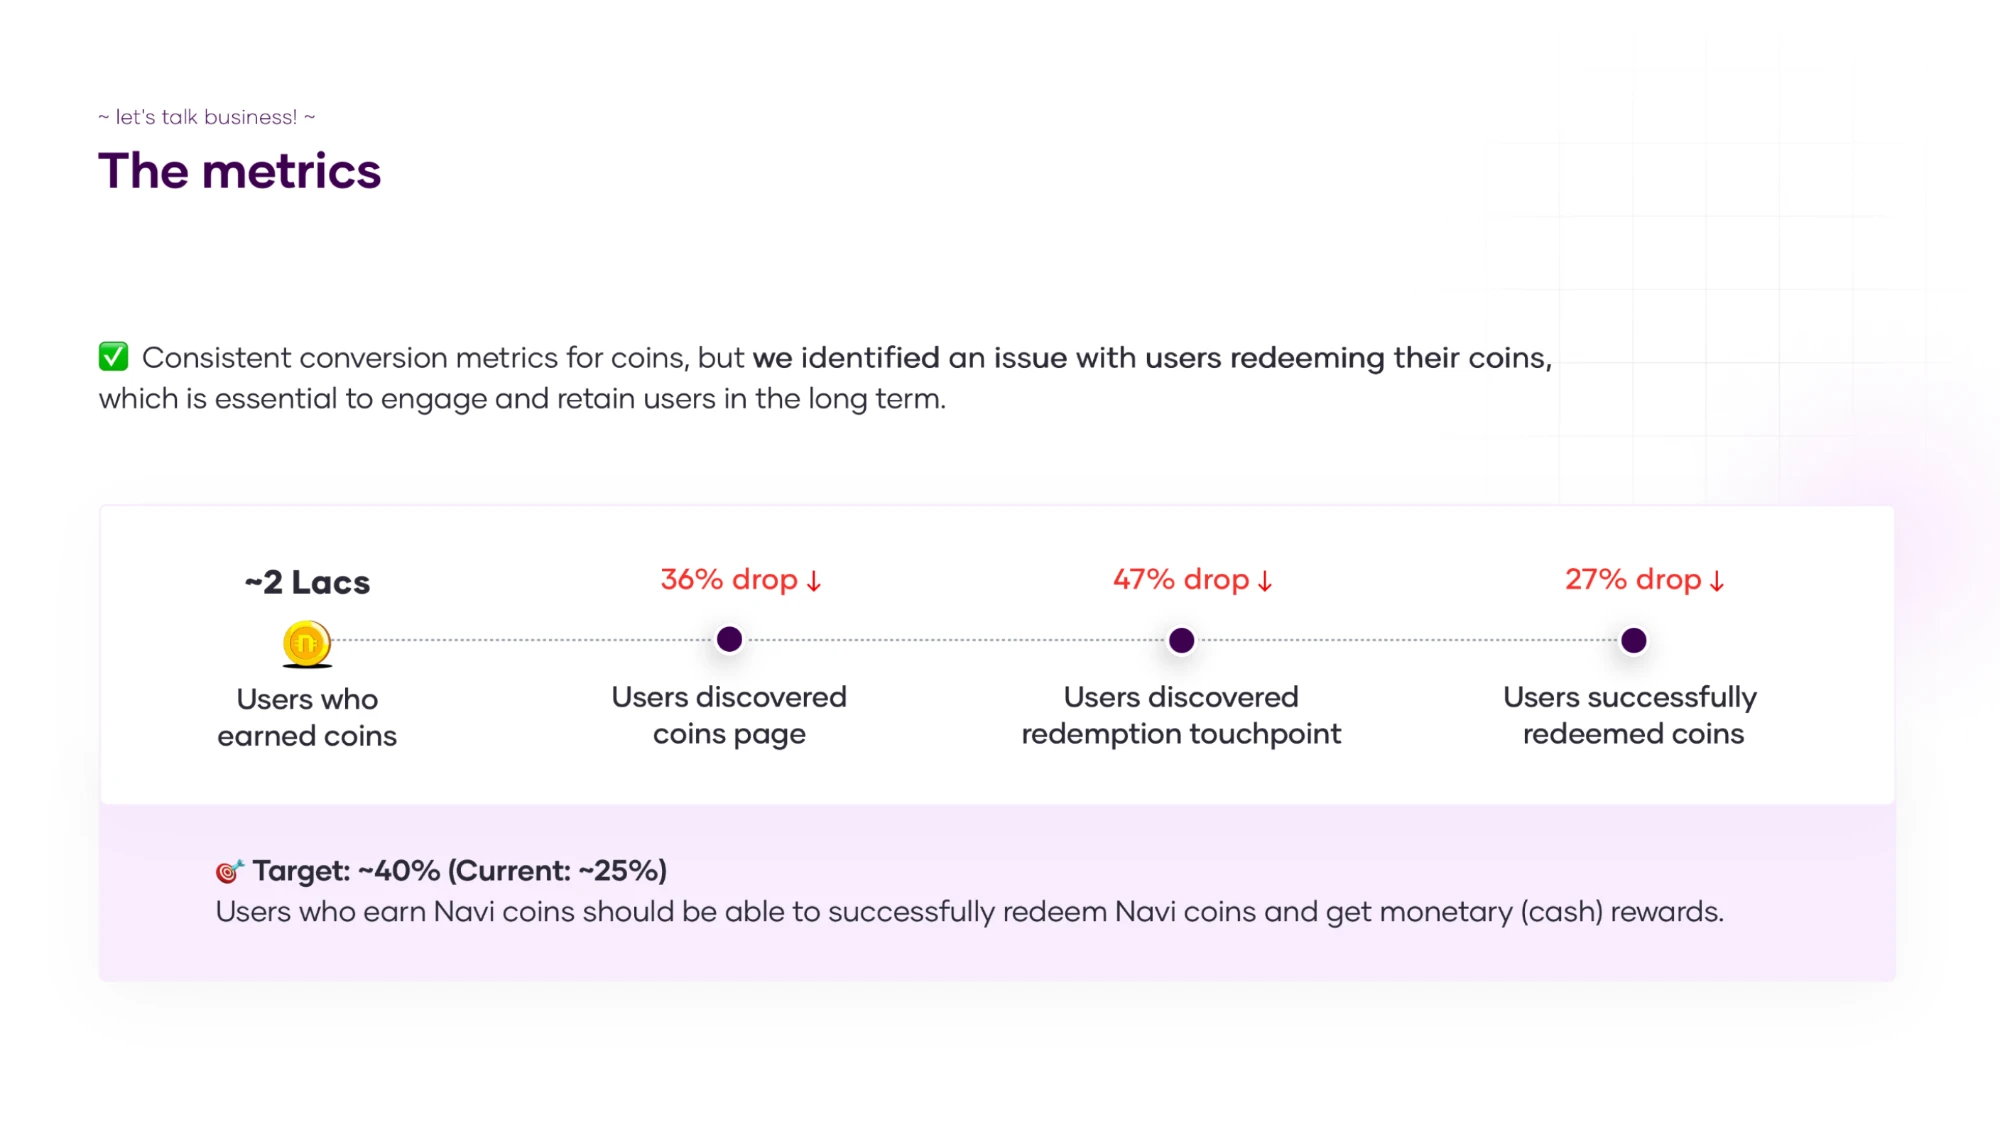 ~ let's talk business! ~
The metrics
✅ Consistent conversion metrics for coins, but we identified an issue with users redeeming their coins,
which is essential to engage and retain users in the long term.
~2 Lacs
36% drop ↓
47% drop ↓
27% drop ↓
Users who
earned coins
Users discovered
coins page
Users discovered
redemption touchpoint
Users successfully
redeemed coins
🎯 Target: ~40% (Current: ~25%)
Users who earn Navi coins should be able to successfully redeem Navi coins and get monetary (cash) rewards.